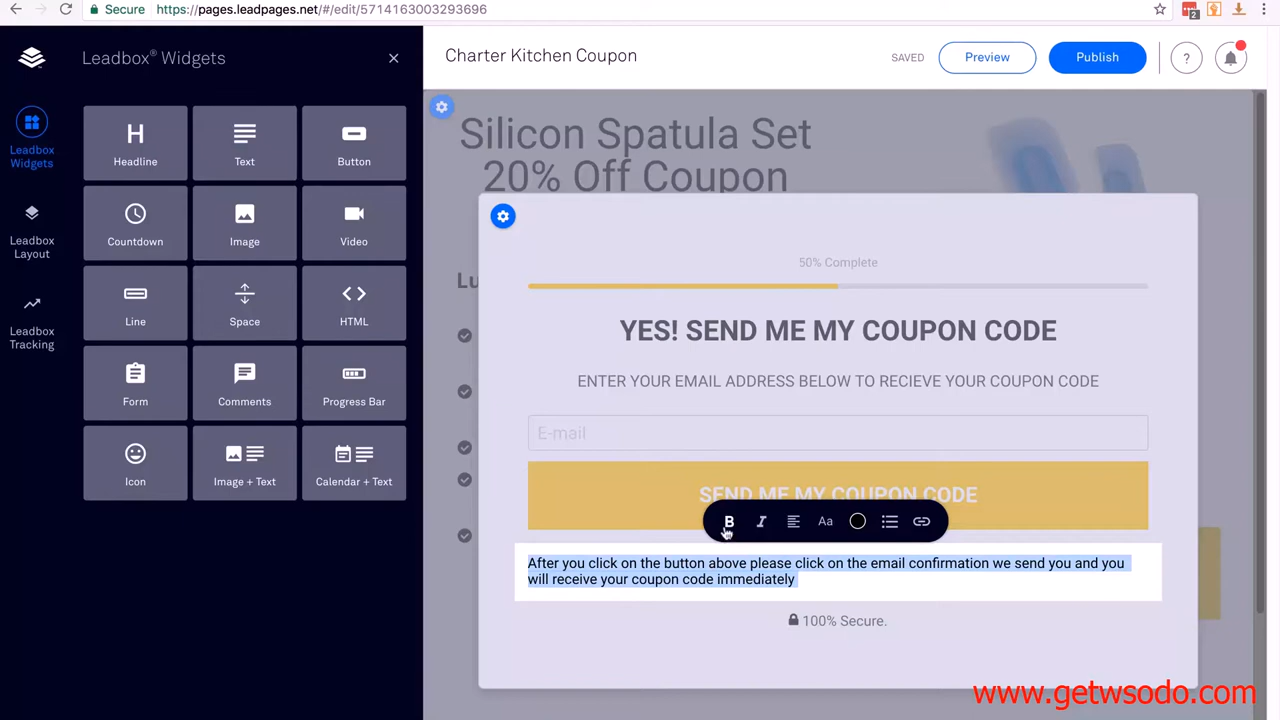 Secure https://pages.leadpages.net/#/edit/5714163003293696
2
Leadbox® Widgets
Charter Kitchen Coupon
SAVED
Preview
Publish
?
Leadbox Widgets
Leadbox Layout
Leadbox Tracking
H
Headline
Text
Button
Countdown
Image
Video
Line
Space
HTML
Form
Comments
Progress Bar
Icon
Image + Text
Calendar + Text
Silicon Spatula Set
20% Off Coupon
Lu
50% Complete
YES! SEND ME MY COUPON CODE
ENTER YOUR EMAIL ADDRESS BELOW TO RECIEVE YOUR COUPON CODE
E-mail
SEND ME MY COUPON CODE
B I Aa
After you click on the button above please click on the email confirmation we send you and you
will receive your coupon code immediately
100% Secure.
www.getwsodo.com